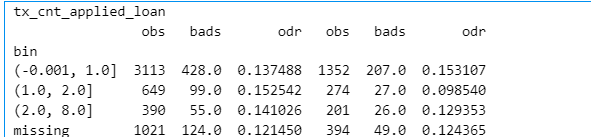 tx_cnt_applied_loan
obs bads odr obs bads odr
bin
(-0.001, 1.0] 3113 428.0 0.137488 1352 207.0 0.153107
(1.0, 2.0] 649 99.0 0.152542 274 27.0 0.098540
(2.0, 8.0] 390 55.0 0.141026 201 26.0 0.129353
missing 1021 124.0 0.121450 394 49.0 0.124365